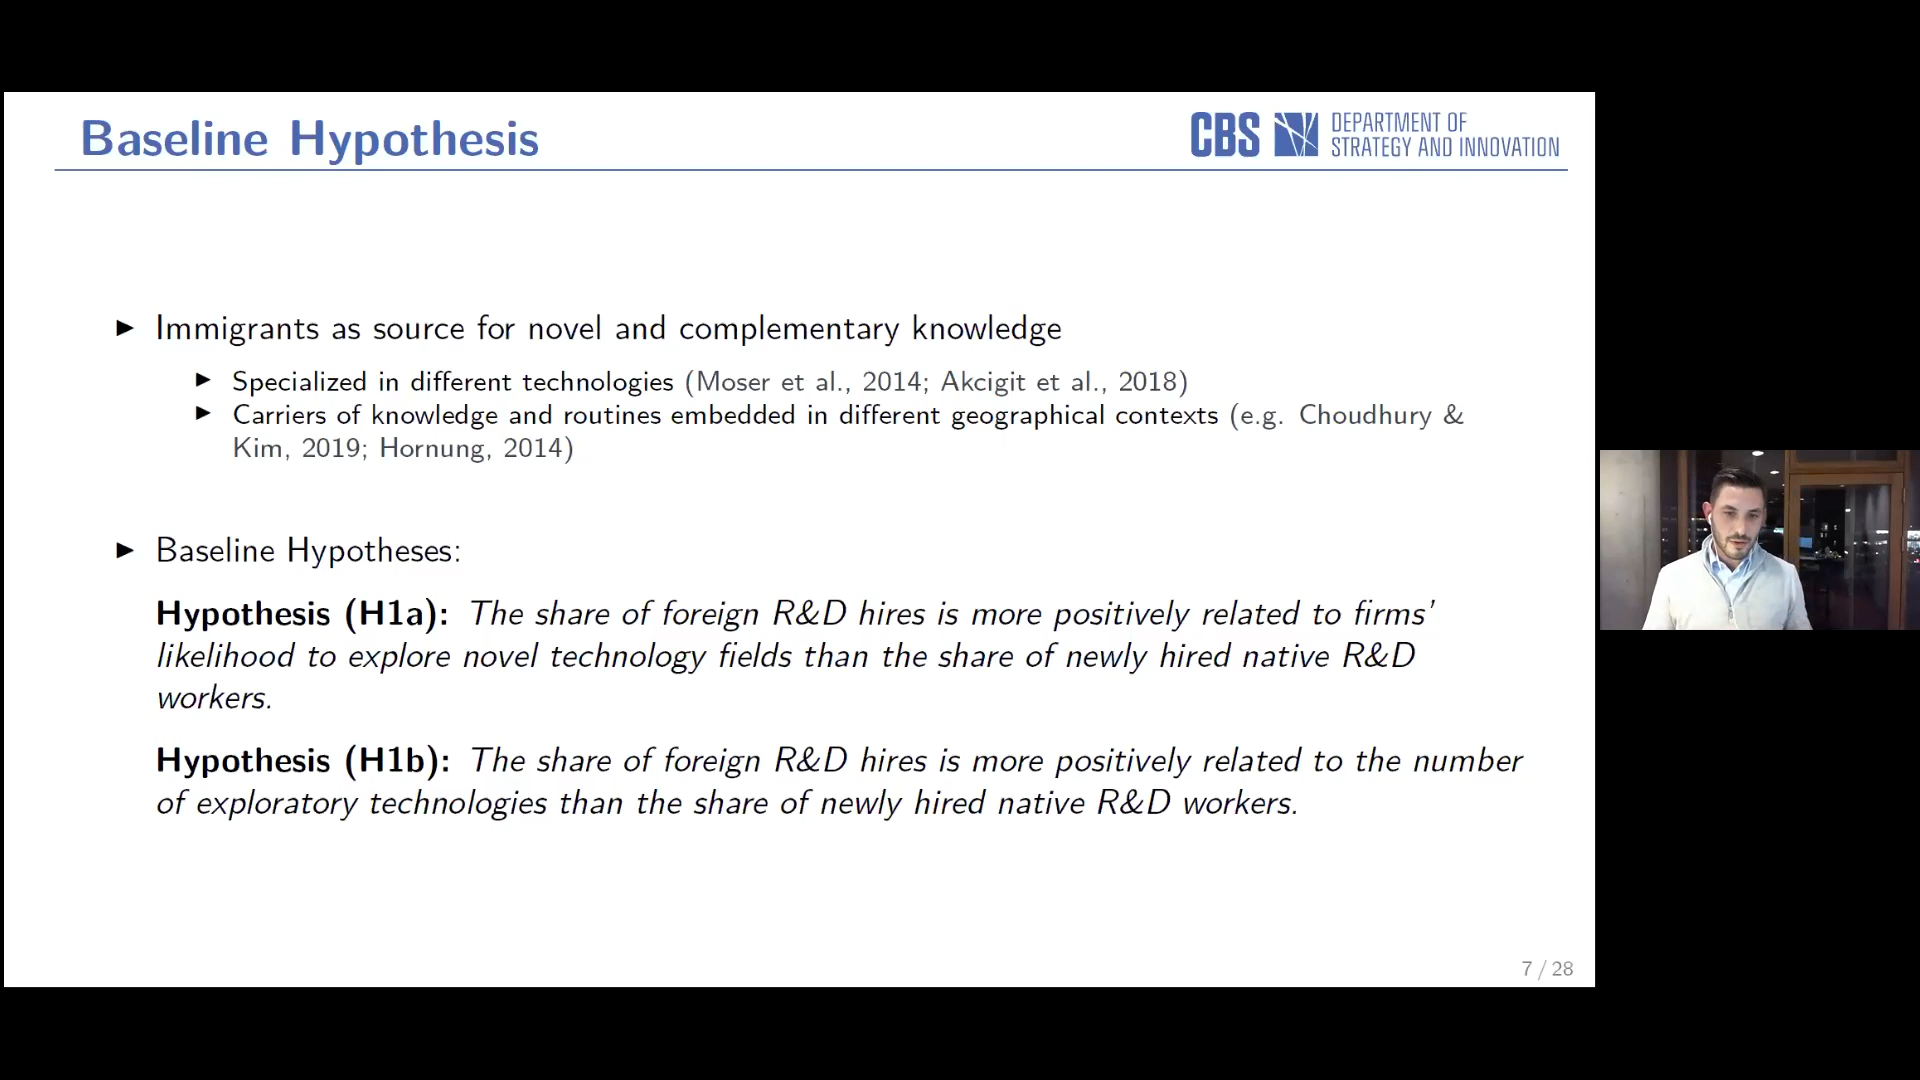 Baseline Hypothesis
CBS DEPARTMENT OF
STRATEGY AND INNOVATION
▶ Immigrants as source for novel and complementary knowledge
▶ Specialized in different technologies (Moser et al., 2014; Akcigit et al., 2018)
▶ Carriers of knowledge and routines embedded in different geographical contexts (e.g. Choudhury &
Kim, 2019; Hornung, 2014)
▶ Baseline Hypotheses:
Hypothesis (H1a): The share of foreign R&D hires is more positively related to firms’
likelihood to explore novel technology fields than the share of newly hired native R&D
workers.
Hypothesis (H1b): The share of foreign R&D hires is more positively related to the number
of exploratory technologies than the share of newly hired native R&D workers.
7 / 28